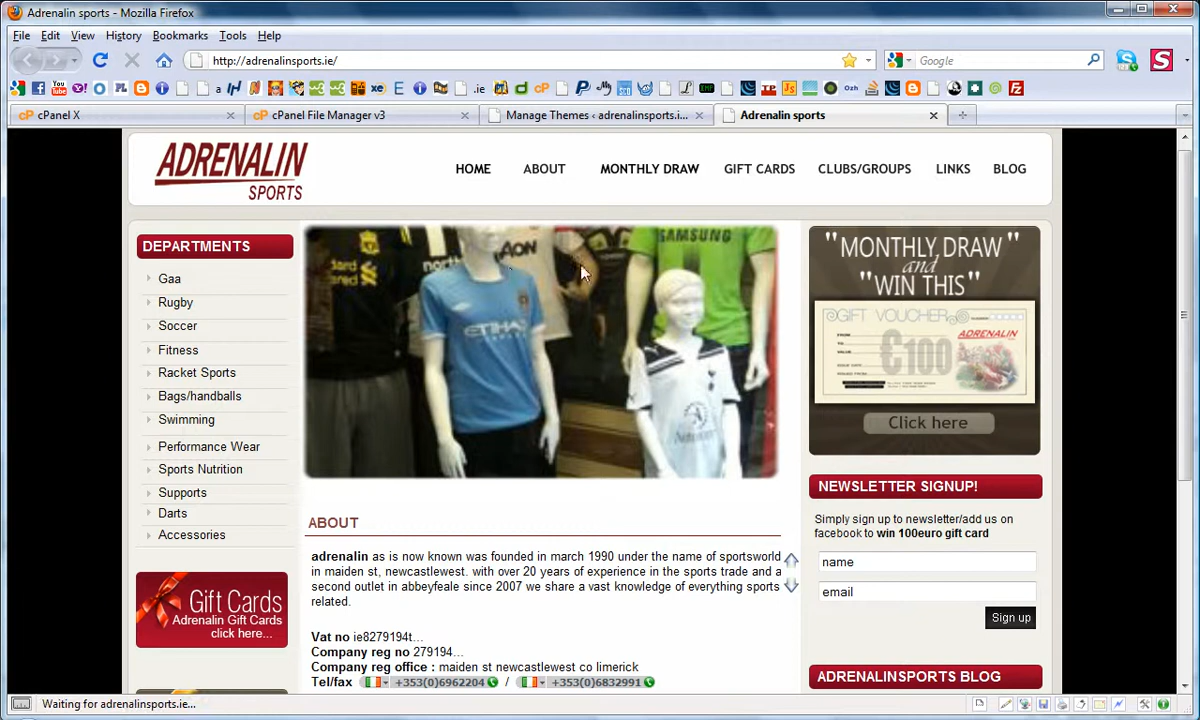 Adrenalin sports - Mozilla Firefox
File Edit View History Bookmarks Tools Help
http://adrenalinsports.ie/
Google
cPanel X
cPanel File Manager v3
Manage Themes ‹ adrenalinsports.i...
Adrenalin sports
ADRENALIN
SPORTS
HOME ABOUT MONTHLY DRAW GIFT CARDS CLUBS/GROUPS LINKS BLOG
DEPARTMENTS
Gaa
Rugby
Soccer
Fitness
Racket Sports
Bags/handballs
Swimming
Performance Wear
Sports Nutrition
Supports
Darts
Accessories
Gift Cards
Adrenalin Gift Cards
click here...
AON
SAMSUNG
north
ETIHAD
ABOUT
adrenalin as is now known was founded in march 1990 under the name of sportsworld
in maiden st, newcastlewest. with over 20 years of experience in the sports trade and a
second outlet in abbeyfeale since 2007 we share a vast knowledge of everything sports
related.
Vat no ie8279194t...
Company reg no 279194...
Company reg office : maiden st newcastlewest co limerick
Tel/fax +353(0)6962204 / +353(0)6832991
"MONTHLY DRAW"
and
"WIN THIS"
GIFT VOUCHER
ADRENALIN
€100
Click here
NEWSLETTER SIGNUP!
Simply sign up to newsletter/add us on
facebook to win 100euro gift card
name
email
Sign up
ADRENALINSPORTS BLOG
Waiting for adrenalinsports.ie...